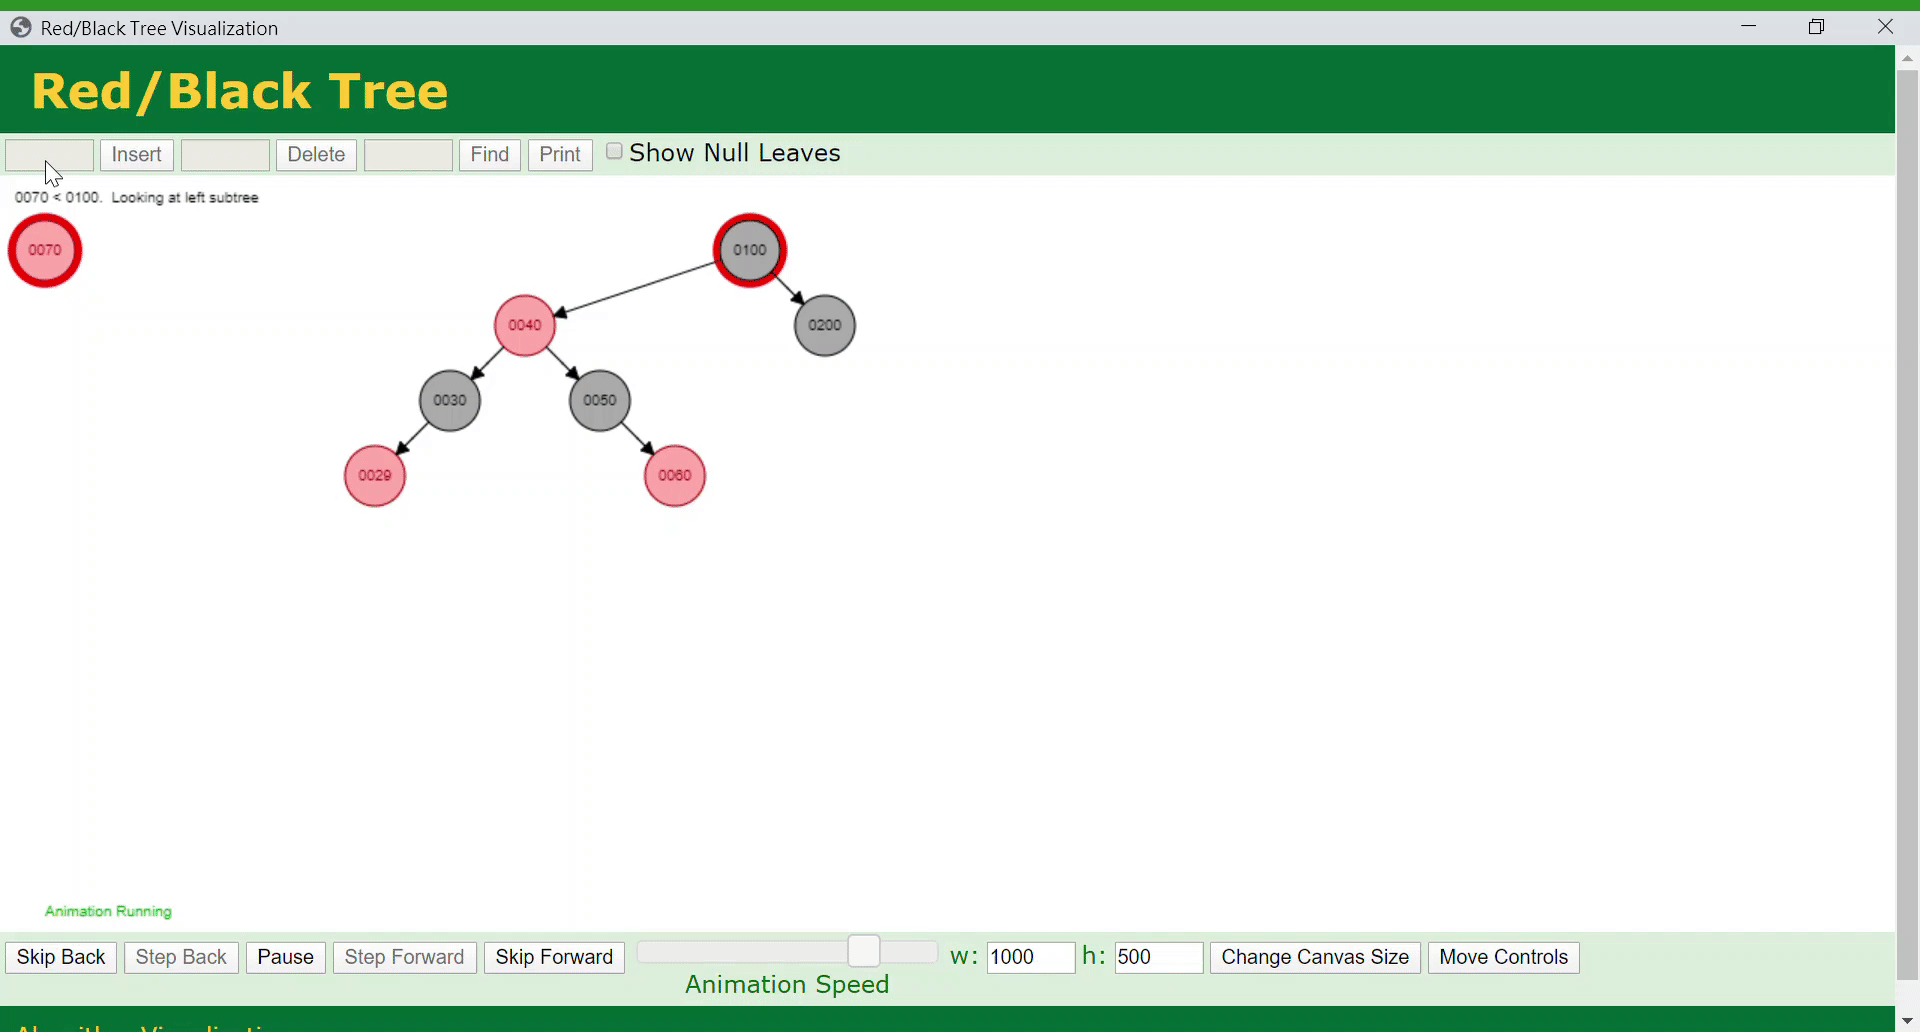 Red/Black Tree Visualization
Red/Black Tree
Insert Delete Find Print Show Null Leaves
0070 < 0100. Looking at left subtree
0070 0100
0040 0200
0030 0050
0029 0060
Animation Running
Skip Back Step Back Pause Step Forward Skip Forward w: 1000 h: 500 Change Canvas Size Move Controls
Animation Speed